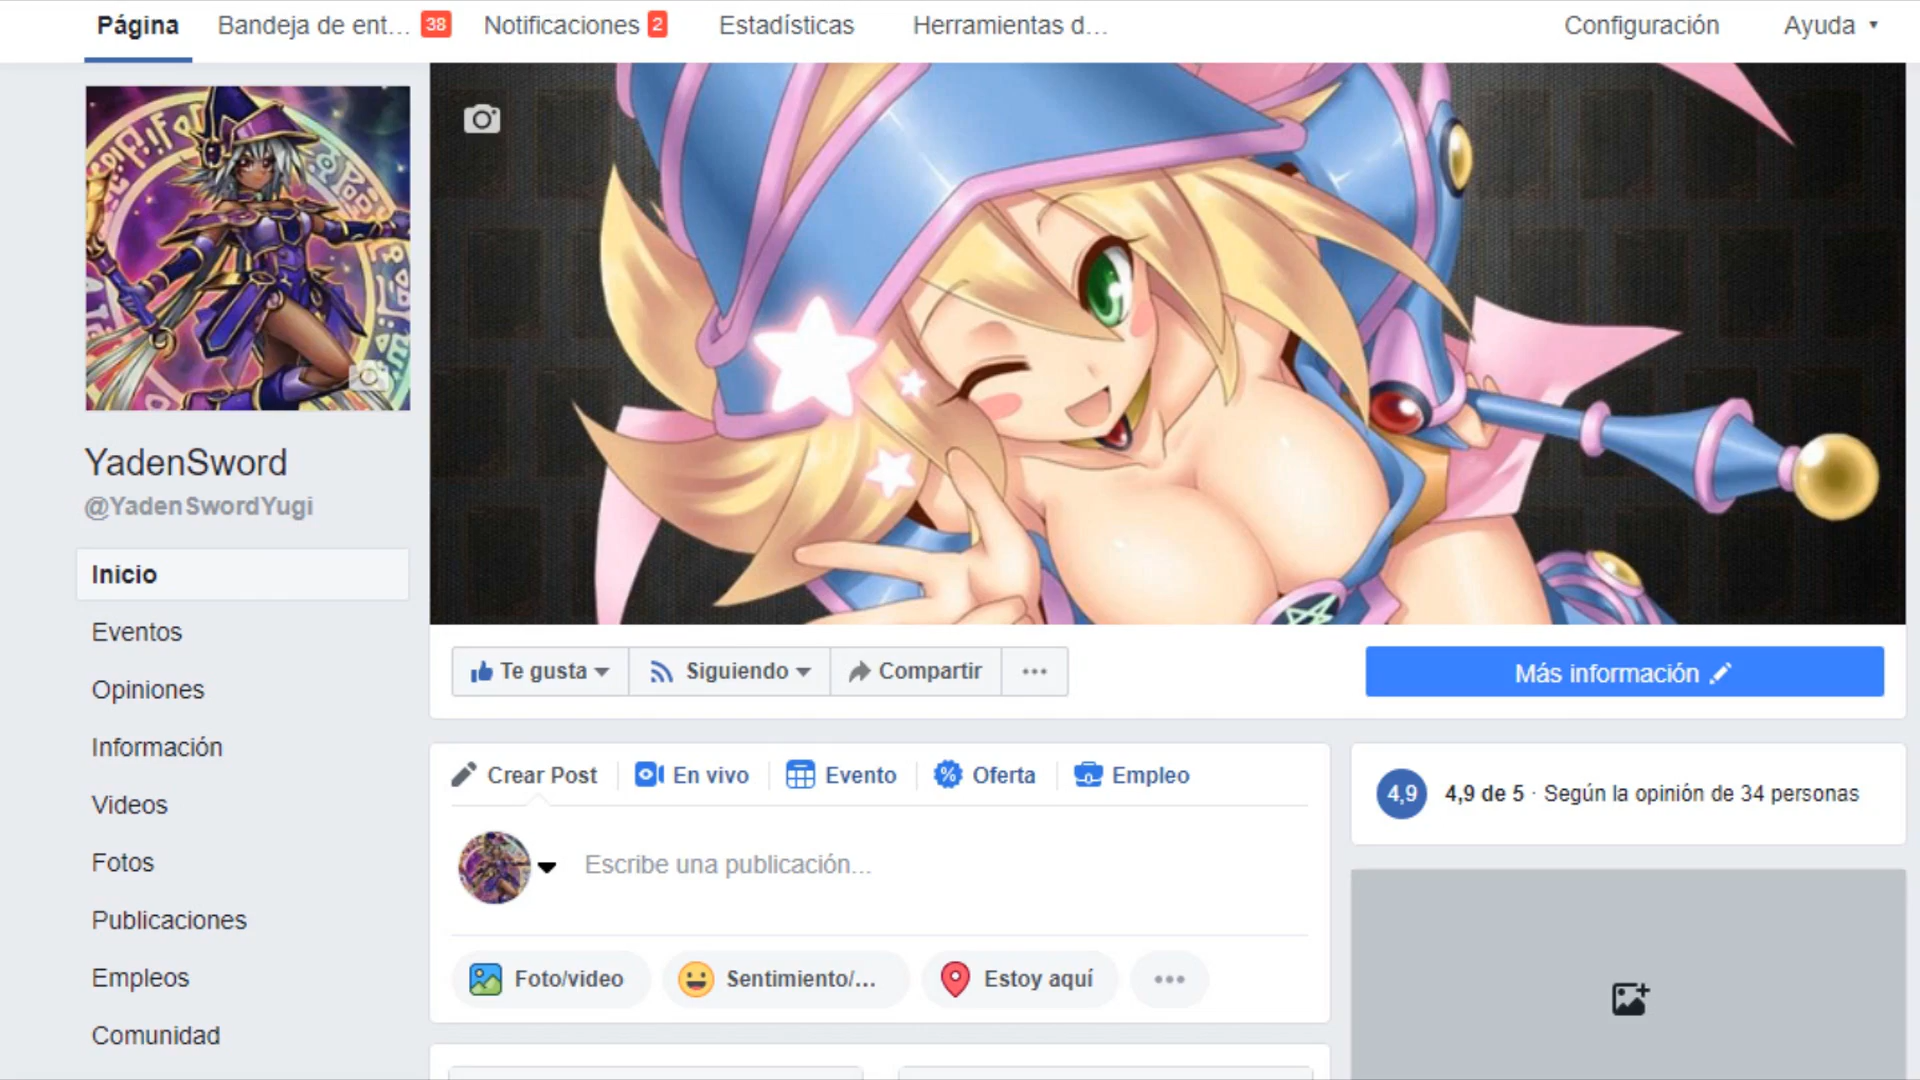 Página
Bandeja de ent... 38
Notificaciones 2
Estadísticas
Herramientas d...
Configuración
Ayuda
YadenSword
@YadenSwordYugi
Inicio
Eventos
Opiniones
Información
Videos
Fotos
Publicaciones
Empleos
Comunidad
Te gusta
Siguiendo
Compartir
Más información
Crear Post
En vivo
Evento
Oferta
Empleo
Escribe una publicación...
Foto/video
Sentimiento/...
Estoy aquí
4,9
4,9 de 5 · Según la opinión de 34 personas